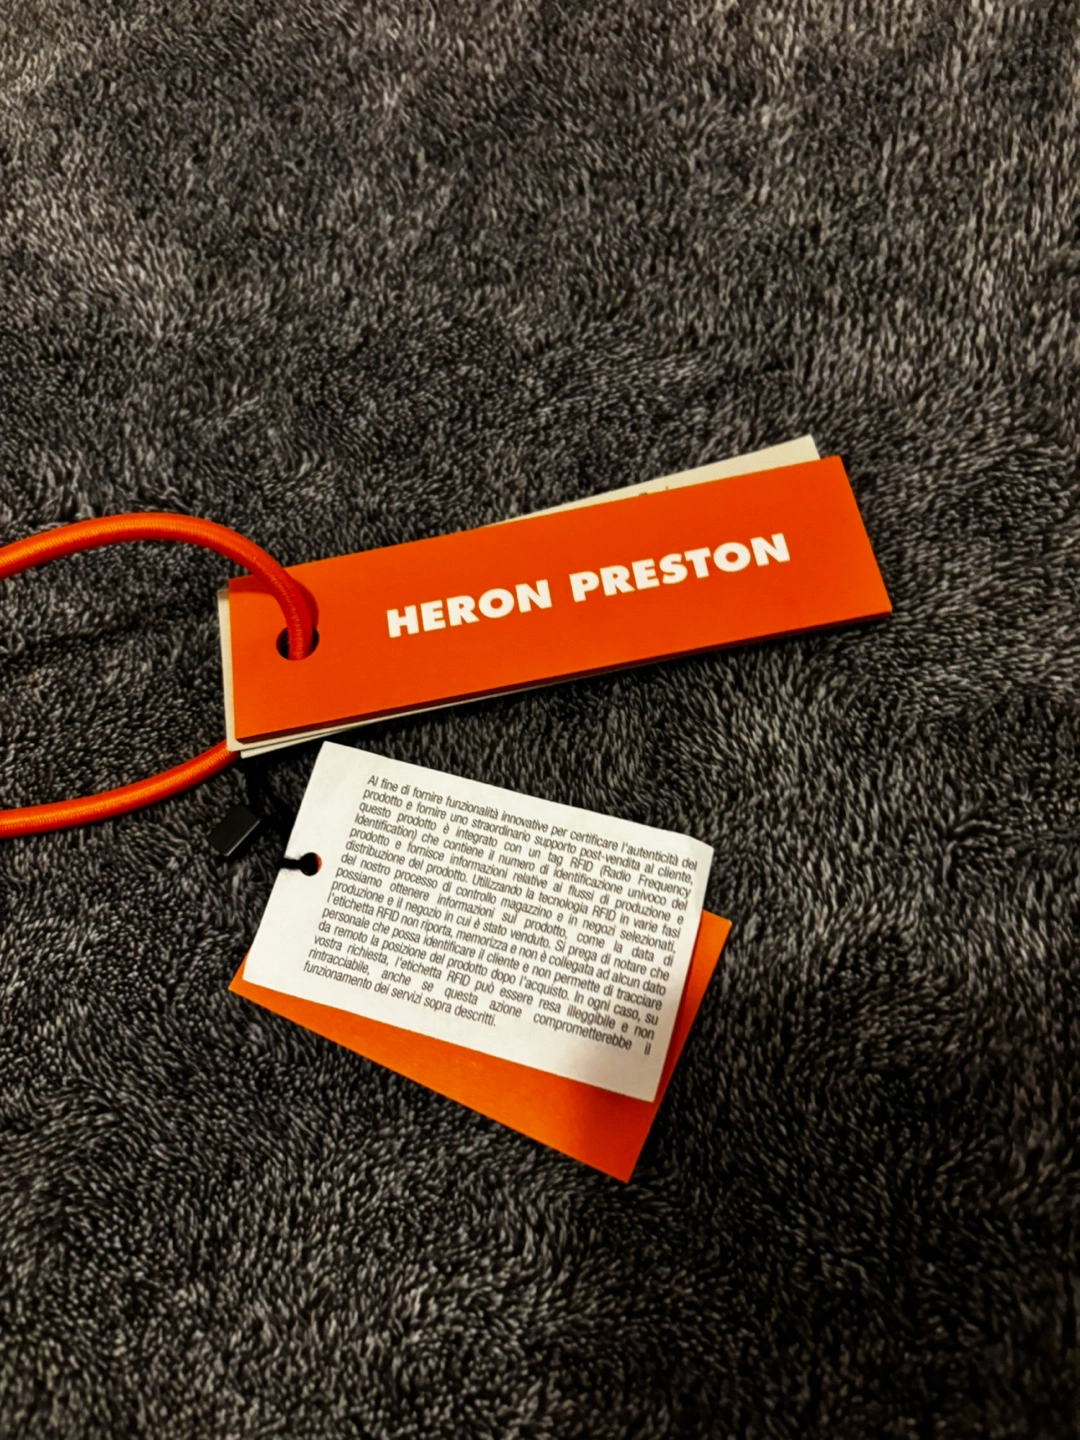 HERON PRESTON
Al fine di fornire funzionalità innovative per certificare l'autenticità del
prodotto e fornire uno straordinario supporto post-vendita al cliente,
questo prodotto è integrato con un tag RFID (Radio Frequency
Identification) che contiene il numero di identificazione univoco del
prodotto e fornisce informazioni relative ai flussi di produzione e
distribuzione del prodotto. Utilizzando la tecnologia RFID in varie fasi
del nostro processo di controllo magazzino e in negozi selezionati,
possiamo ottenere informazioni sul prodotto, come la data di
produzione e il negozio in cui è stato venduto. Si prega di notare che
l'etichetta RFID non riporta, memorizza e non è collegata ad alcun dato
personale che possa identificare il cliente e non permette di tracciare
da remoto la posizione del prodotto dopo l'acquisto. In ogni caso, su
vostra richiesta, l'etichetta RFID può essere resa illeggibile e non
rintracciabile, anche se questa azione comprometterebbe il
funzionamento dei servizi sopra descritti.